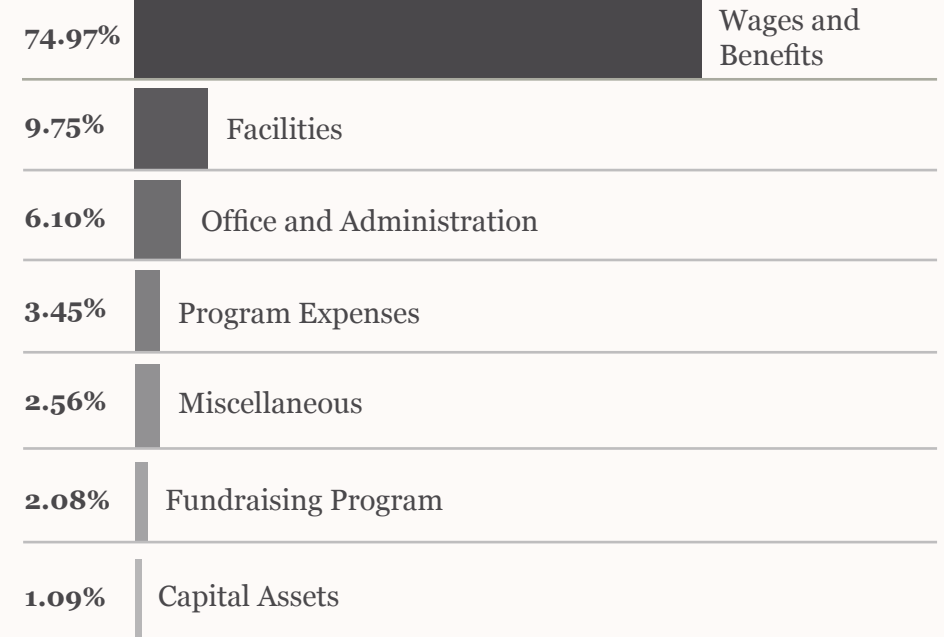 74.97% Wages and
Benefits
9.75% Facilities
6.10% Office and Administration
3.45% Program Expenses
2.56% Miscellaneous
2.08% Fundraising Program
1.09% Capital Assets